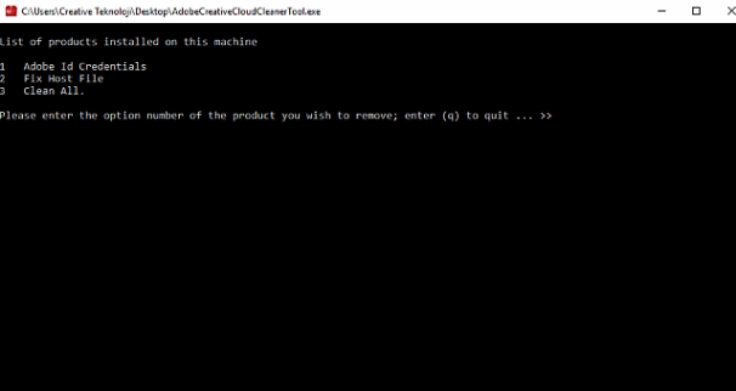 C:\Users\Creative Teknoloji\Desktop\AdobeCreativeCloudCleanerTool.exe
List of products installed on this machine
1 Adobe Id Credentials
2 Fix Host File
3 Clean All.
Please enter the option number of the product you wish to remove; enter (q) to quit ... >>